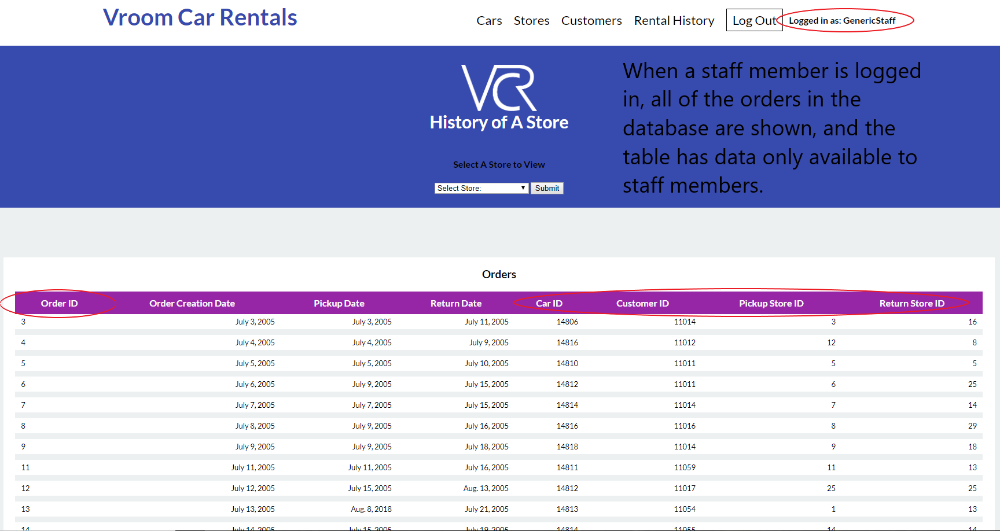 Vroom Car Rentals
Cars Stores Customers Rental History Log Out Logged in as: GenericStaff
VCR
History of A Store
Select A Store to View
Select Store: Submit
When a staff member is logged
in, all of the orders in the
database are shown, and the
table has data only available to
staff members.
Orders
Order ID Order Creation Date Pickup Date Return Date Car ID Customer ID Pickup Store ID Return Store ID
3 July 3, 2005 July 3, 2005 July 11, 2005 14806 11014 3 16
4 July 4, 2005 July 4, 2005 July 9, 2005 14816 11012 12 8
5 July 5, 2005 July 5, 2005 July 10, 2005 14810 11011 5 5
6 July 6, 2005 July 9, 2005 July 15, 2005 14812 11011 6 25
7 July 7, 2005 July 7, 2005 July 15, 2005 14814 11014 7 14
8 July 8, 2005 July 9, 2005 July 16, 2005 14816 11016 8 29
9 July 9, 2005 July 9, 2005 July 18, 2005 14818 11014 9 18
11 July 11, 2005 July 11, 2005 July 16, 2005 14811 11059 11 13
12 July 12, 2005 July 15, 2005 Aug. 13, 2005 14812 11017 25 25
13 July 13, 2005 Aug. 8, 2018 July 21, 2005 14813 11054 1 13
14 July 14, 2005 July 15, 2005 July 19, 2005 14814 11055 14 14